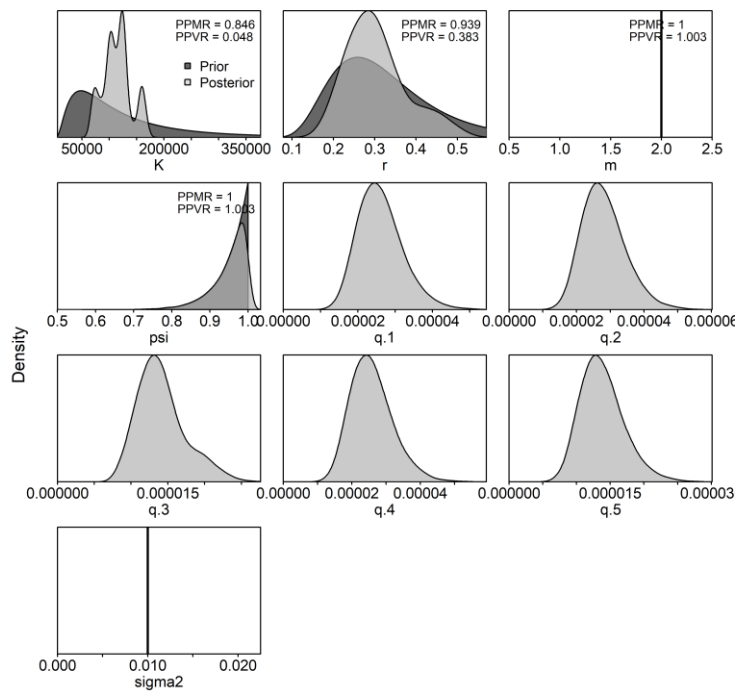 PPMR = 0.846
PPVR = 0.048
Prior
Posterior
50000 200000 350000
K
PPMR = 0.939
PPVR = 0.383
0.1 0.2 0.3 0.4 0.5
r
PPMR = 1
PPVR = 1.003
0.5 1.0 1.5 2.0 2.5
m
Density
PPMR = 1
PPVR = 1.003
0.5 0.6 0.7 0.8 0.9 1.0
psi
0.00000 0.00002 0.00004
q.1
0.00000 0.00002 0.00004 0.00006
q.2
0.000000 0.000015
q.3
0.00000 0.00002 0.00004
q.4
0.000000 0.000015 0.00003
q.5
0.000 0.010 0.020
sigma2